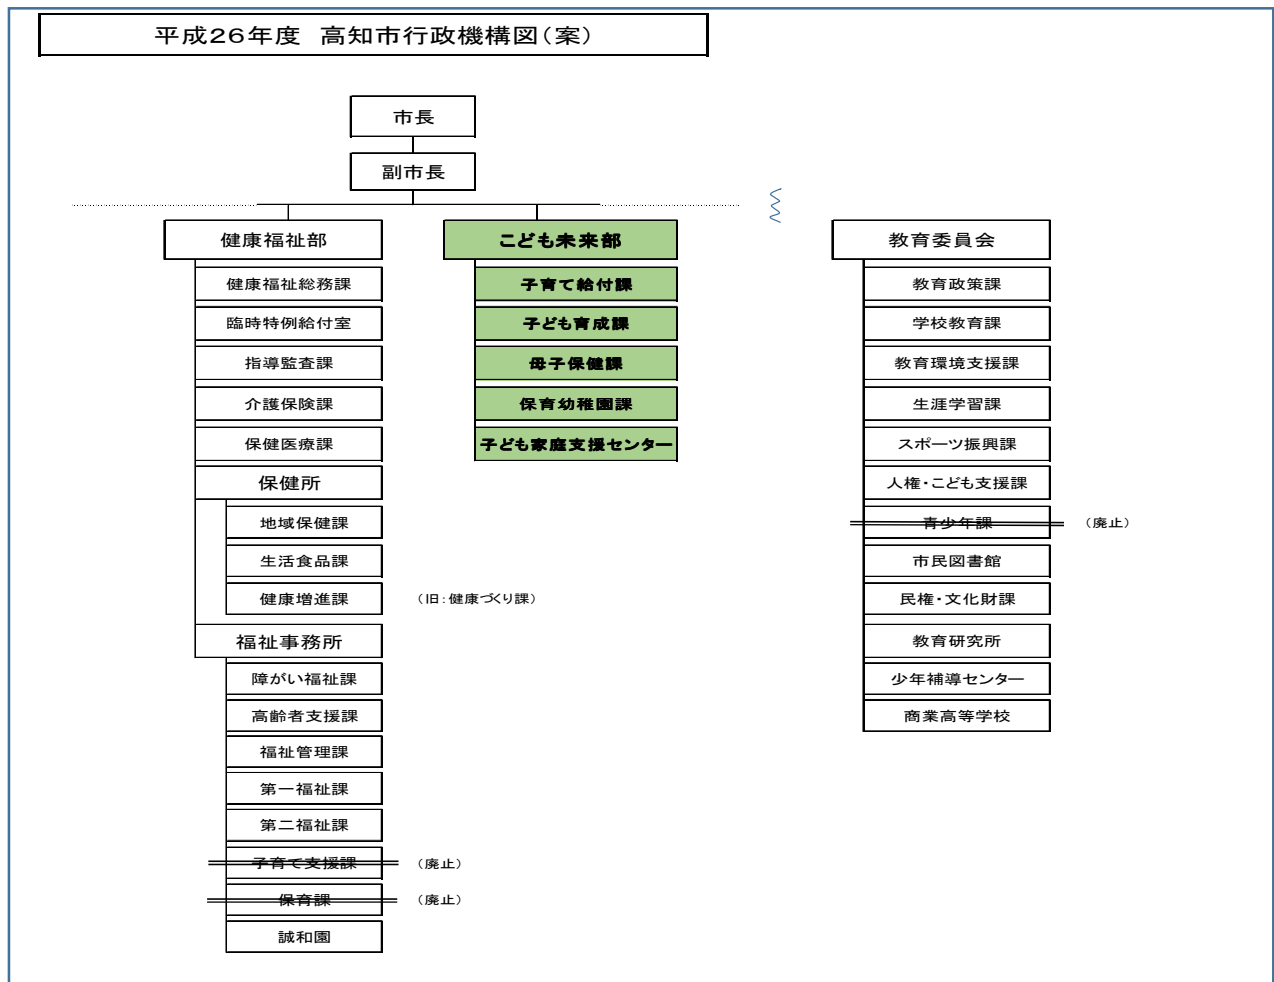 平成26年度 高知市行政機構図(案)
市長
副市長
健康福祉部
健康福祉総務課
臨時特例給付室
指導監査課
介護保険課
保健医療課
保健所
地域保健課
生活食品課
健康増進課 (旧:健康づくり課)
福祉事務所
障がい福祉課
高齢者支援課
福祉管理課
第一福祉課
第二福祉課
子育て支援課 (廃止)
保育課 (廃止)
誠和園
こども未来部
子育て給付課
子ども育成課
母子保健課
保育幼稚園課
子ども家庭支援センター
教育委員会
教育政策課
学校教育課
教育環境支援課
生涯学習課
スポーツ振興課
人権・こども支援課
青少年課 (廃止)
市民図書館
民権・文化財課
教育研究所
少年補導センター
商業高等学校